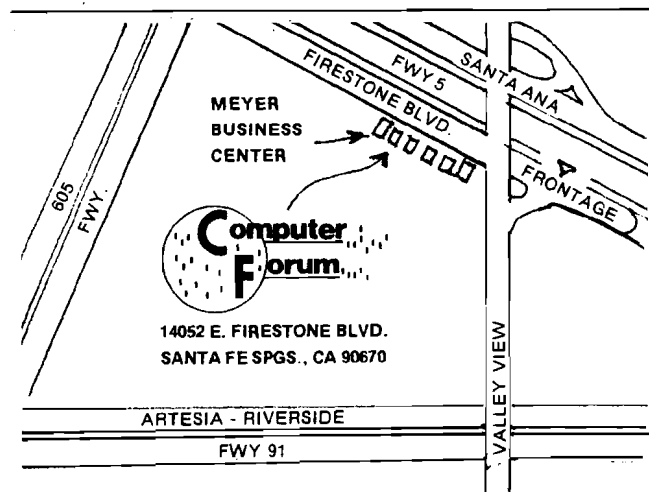 SANTA ANA
FWY 5
FIRESTONE BLVD.
MEYER
BUSINESS
CENTER
FRONTAGE
605
FWY.
Computer
Forum
14052 E. FIRESTONE BLVD.
SANTA FE SPGS., CA 90670
VALLEY VIEW
ARTESIA - RIVERSIDE
FWY 91